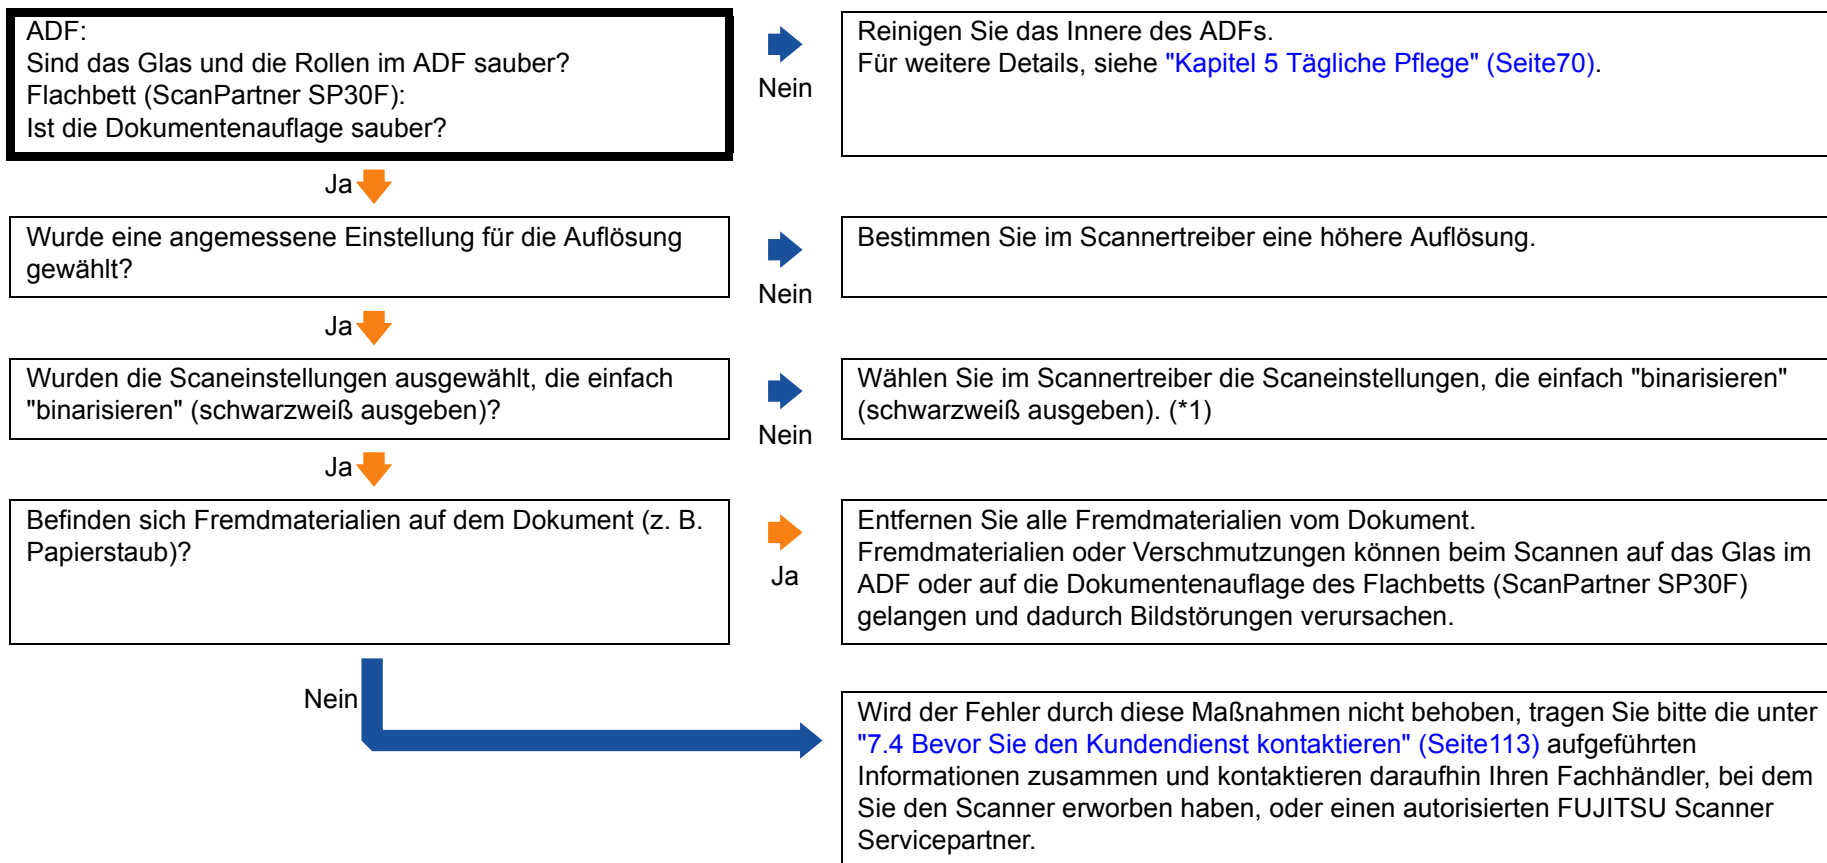 ADF:
Sind das Glas und die Rollen im ADF sauber?
Flachbett (ScanPartner SP30F):
Ist die Dokumentenauflage sauber?
Nein
Reinigen Sie das Innere des ADFs.
Für weitere Details, siehe "Kapitel 5 Tägliche Pflege" (Seite70).
Ja
Wurde eine angemessene Einstellung für die Auflösung
gewählt?
Nein
Bestimmen Sie im Scannertreiber eine höhere Auflösung.
Ja
Wurden die Scaneinstellungen ausgewählt, die einfach
"binarisieren" (schwarzweiß ausgeben)?
Nein
Wählen Sie im Scannertreiber die Scaneinstellungen, die einfach "binarisieren"
(schwarzweiß ausgeben). (*1)
Ja
Befinden sich Fremdmaterialien auf dem Dokument (z. B.
Papierstaub)?
Ja
Entfernen Sie alle Fremdmaterialien vom Dokument.
Fremdmaterialien oder Verschmutzungen können beim Scannen auf das Glas im
ADF oder auf die Dokumentenauflage des Flachbetts (ScanPartner SP30F)
gelangen und dadurch Bildstörungen verursachen.
Nein
Wird der Fehler durch diese Maßnahmen nicht behoben, tragen Sie bitte die unter
"7.4 Bevor Sie den Kundendienst kontaktieren" (Seite113) aufgeführten
Informationen zusammen und kontaktieren daraufhin Ihren Fachhändler, bei dem
Sie den Scanner erworben haben, oder einen autorisierten FUJITSU Scanner
Servicepartner.